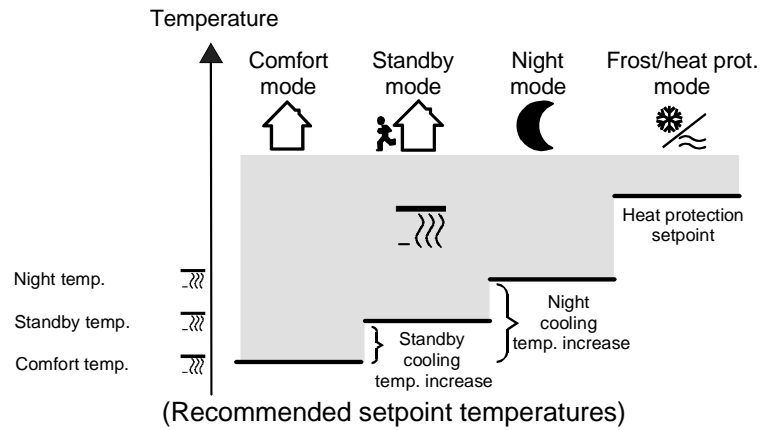 Temperature
Comfort
mode
Standby
mode
Night
mode
Frost/heat prot.
mode
Heat protection
setpoint
Night temp.
Standby temp.
Comfort temp.
Night
cooling
temp. increase
Standby
cooling
temp. increase
(Recommended setpoint temperatures)